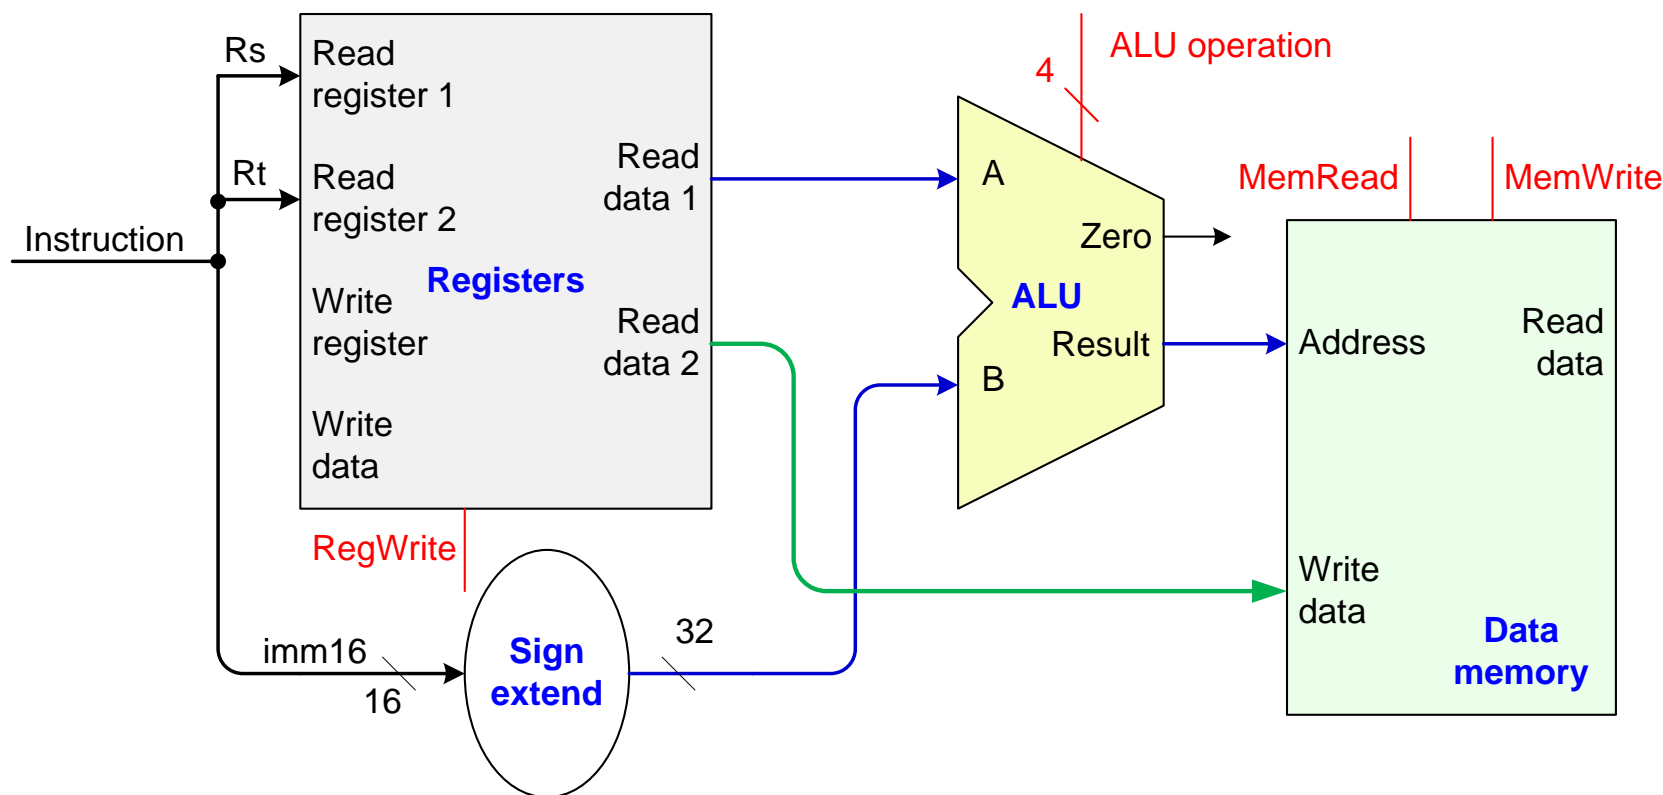 Instruction
Rs
Rt
Read
register 1
Read
register 2
Write
register
Write
data
Registers
Read
data 1
Read
data 2
RegWrite
imm16
16
Sign
extend
32
ALU operation
4
A
B
ALU
Zero
Result
MemRead
MemWrite
Address
Read
data
Write
data
Data
memory